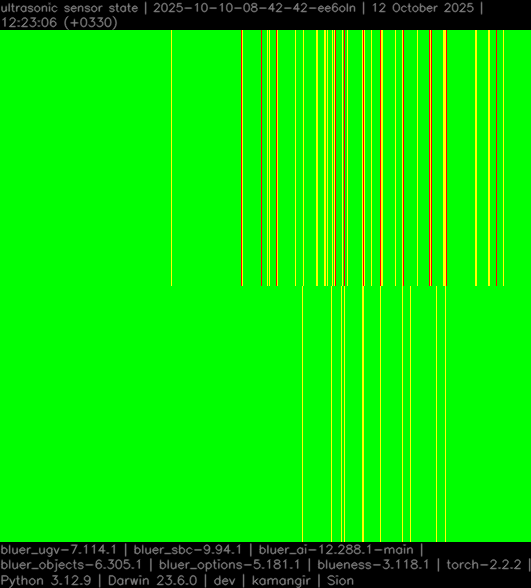 ultrasonic sensor state | 2025-10-10-08-42-42-ee6oln | 12 October 2025 |
12:23:06 (+0330)
bluer_ugv-7.114.1 | bluer_sbc-9.94.1 | bluer_ai-12.288.1-main |
bluer_objects-6.305.1 | bluer_options-5.181.1 | blueness-3.118.1 | torch-2.2.2 |
Python 3.12.9 | Darwin 23.6.0 | dev | kamangir | Sion